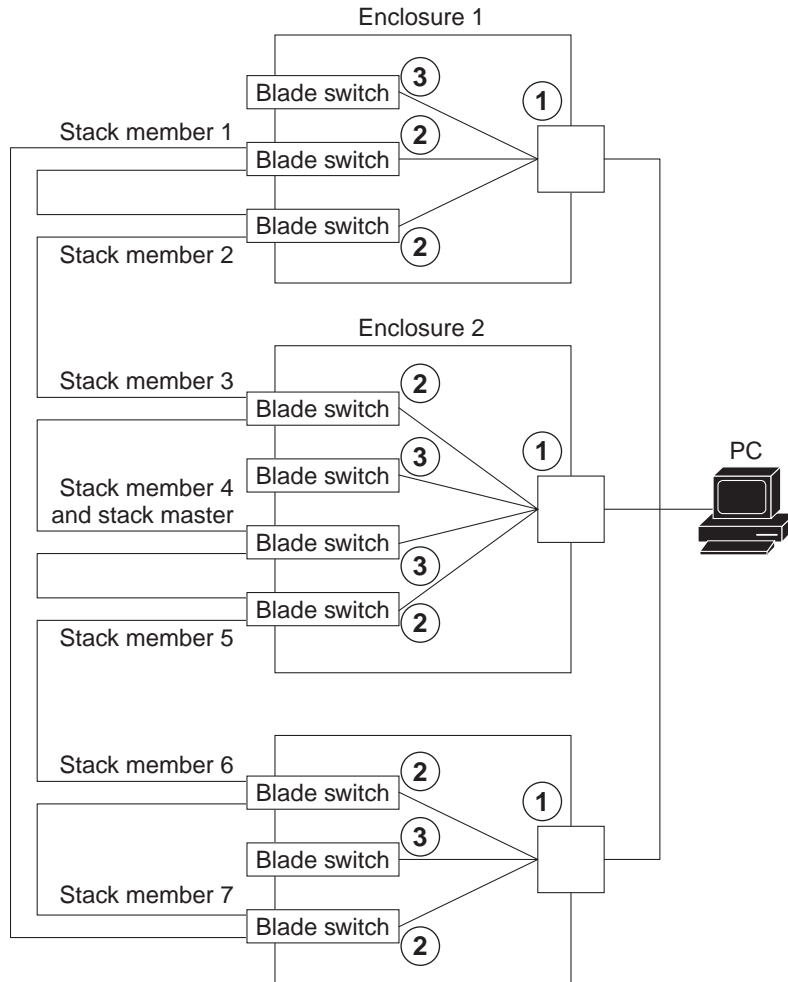 Enclosure 1
3
Blade switch
1
Stack member 1
2
Blade switch
Blade switch
Stack member 2
2
Enclosure 2
Stack member 3
2
Blade switch
3
1
PC
Blade switch
Stack member 4
and stack master
Blade switch
3
Blade switch
2
Stack member 5
Stack member 6
2
Blade switch
1
3
Blade switch
Stack member 7
Blade switch
2